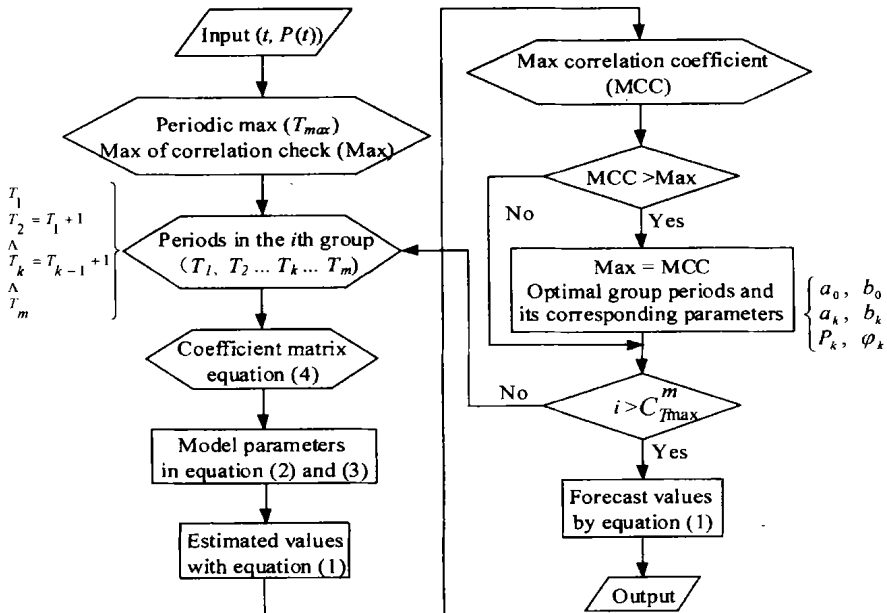 Input (t, P(t))
Periodic max (T_max)
Max of correlation check (Max)
T_1
T_2 = T_1 + 1
Λ
T_k = T_{k-1} + 1
Λ
T_m
Periods in the ith group
(T_1、T_2 ... T_k ... T_m)
Coefficient matrix
equation (4)
Model parameters
in equation (2) and (3)
Estimated values
with equation (1)
Max correlation coefficient
(MCC)
MCC >Max
No
Yes
Max = MCC
Optimal group periods and
its corresponding parameters
a_0, b_0
a_k, b_k
P_k, φ_k
No
i > C^m_{Tmax}
Yes
Forecast values
by equation (1)
Output